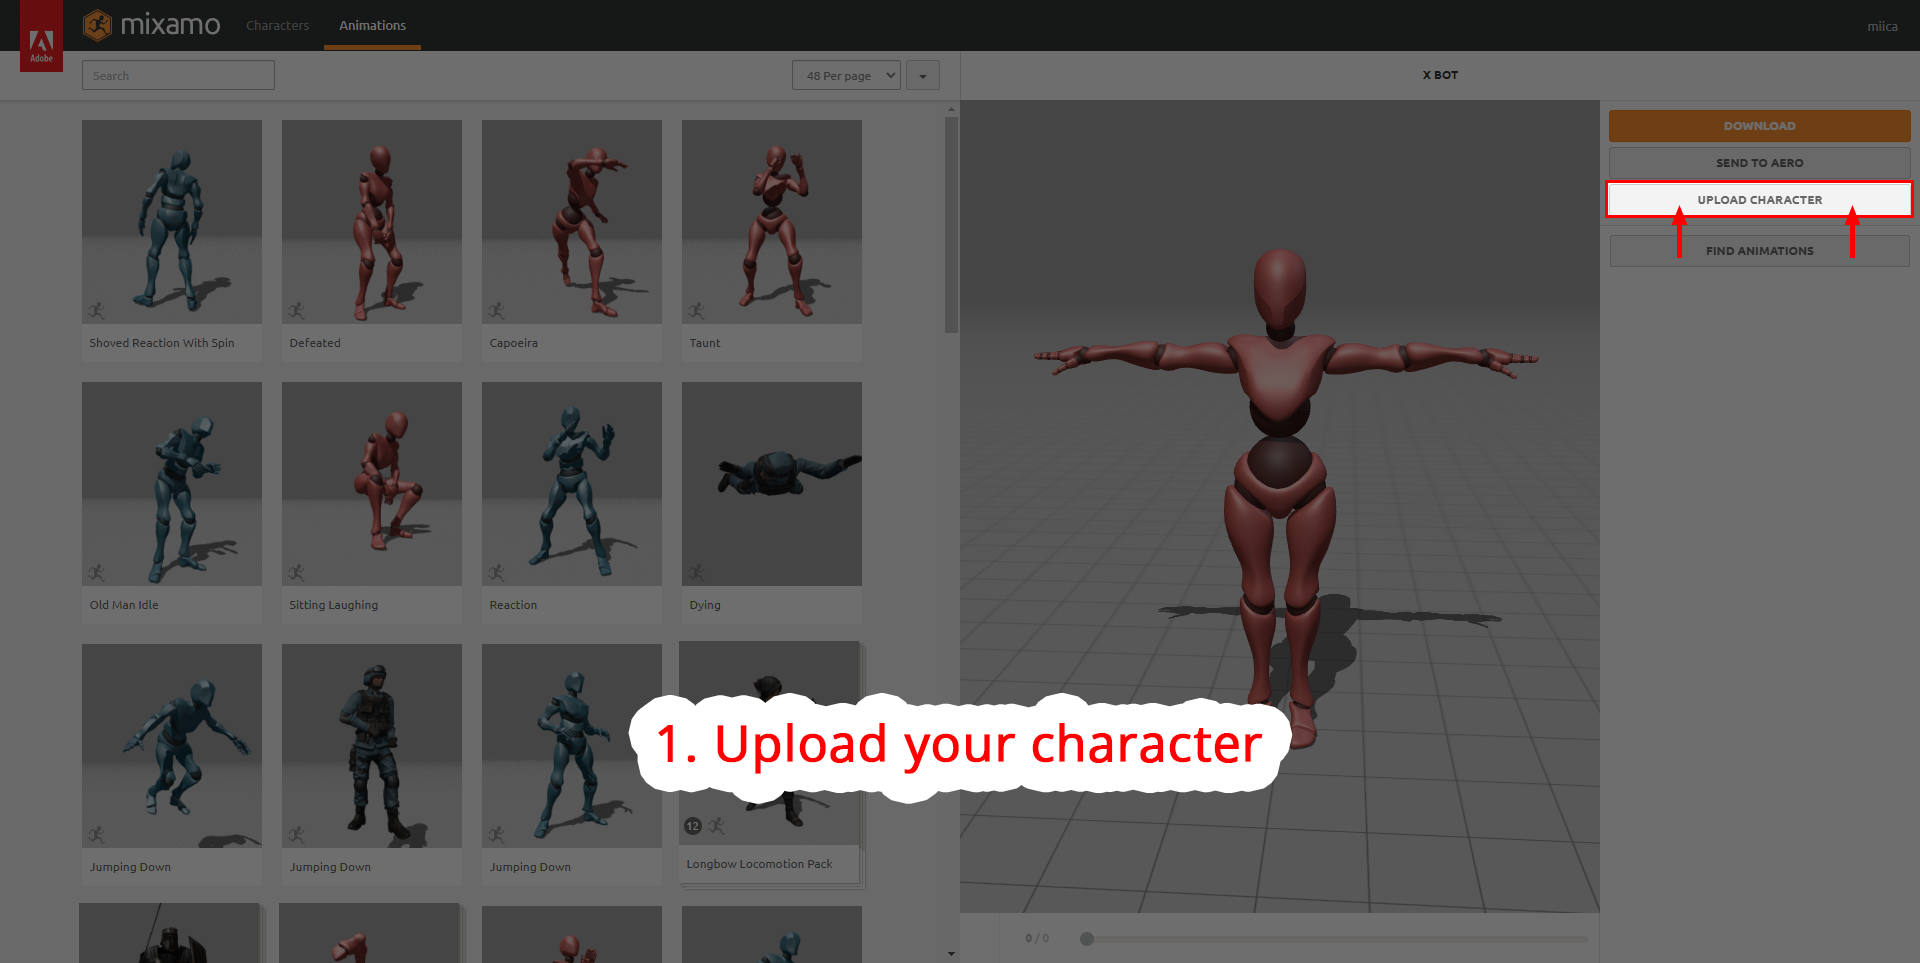 Adobe
mixamo
Characters
Animations
miica
Search
48 Per page
X BOT
DOWNLOAD
SEND TO AERO
UPLOAD CHARACTER
FIND ANIMATIONS
Shoved Reaction With Spin
Defeated
Capoeira
Taunt
Old Man Idle
Sitting Laughing
Reaction
Dying
1. Upload your character
12
Jumping Down
Jumping Down
Jumping Down
Longbow Locomotion Pack
0 / 0